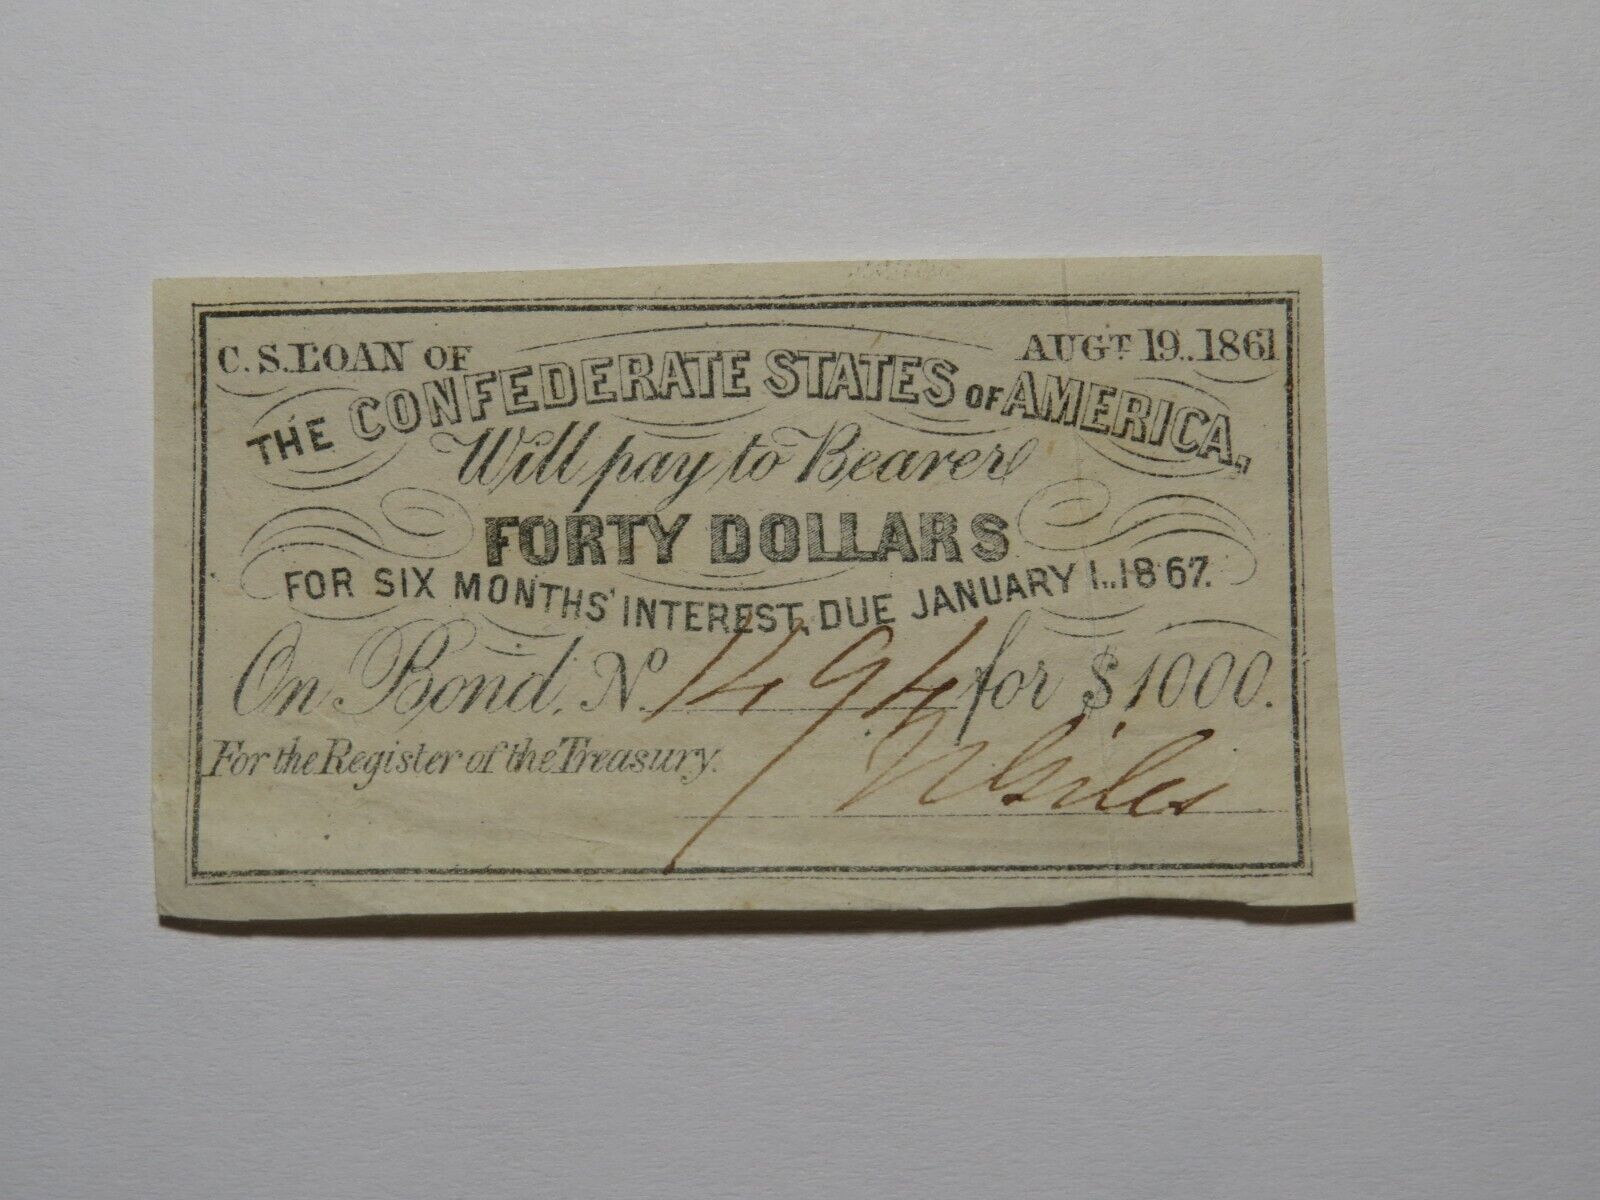 C. S. LOAN OF AUGT 19.. 1861
THE CONFEDERATE STATES OF AMERICA,
Will pay to Bearer
FORTY DOLLARS
FOR SIX MONTHS' INTEREST, DUE JANUARY 1.. 1867.
On Bond, No 1494 for $1000.
For the Register of the Treasury.